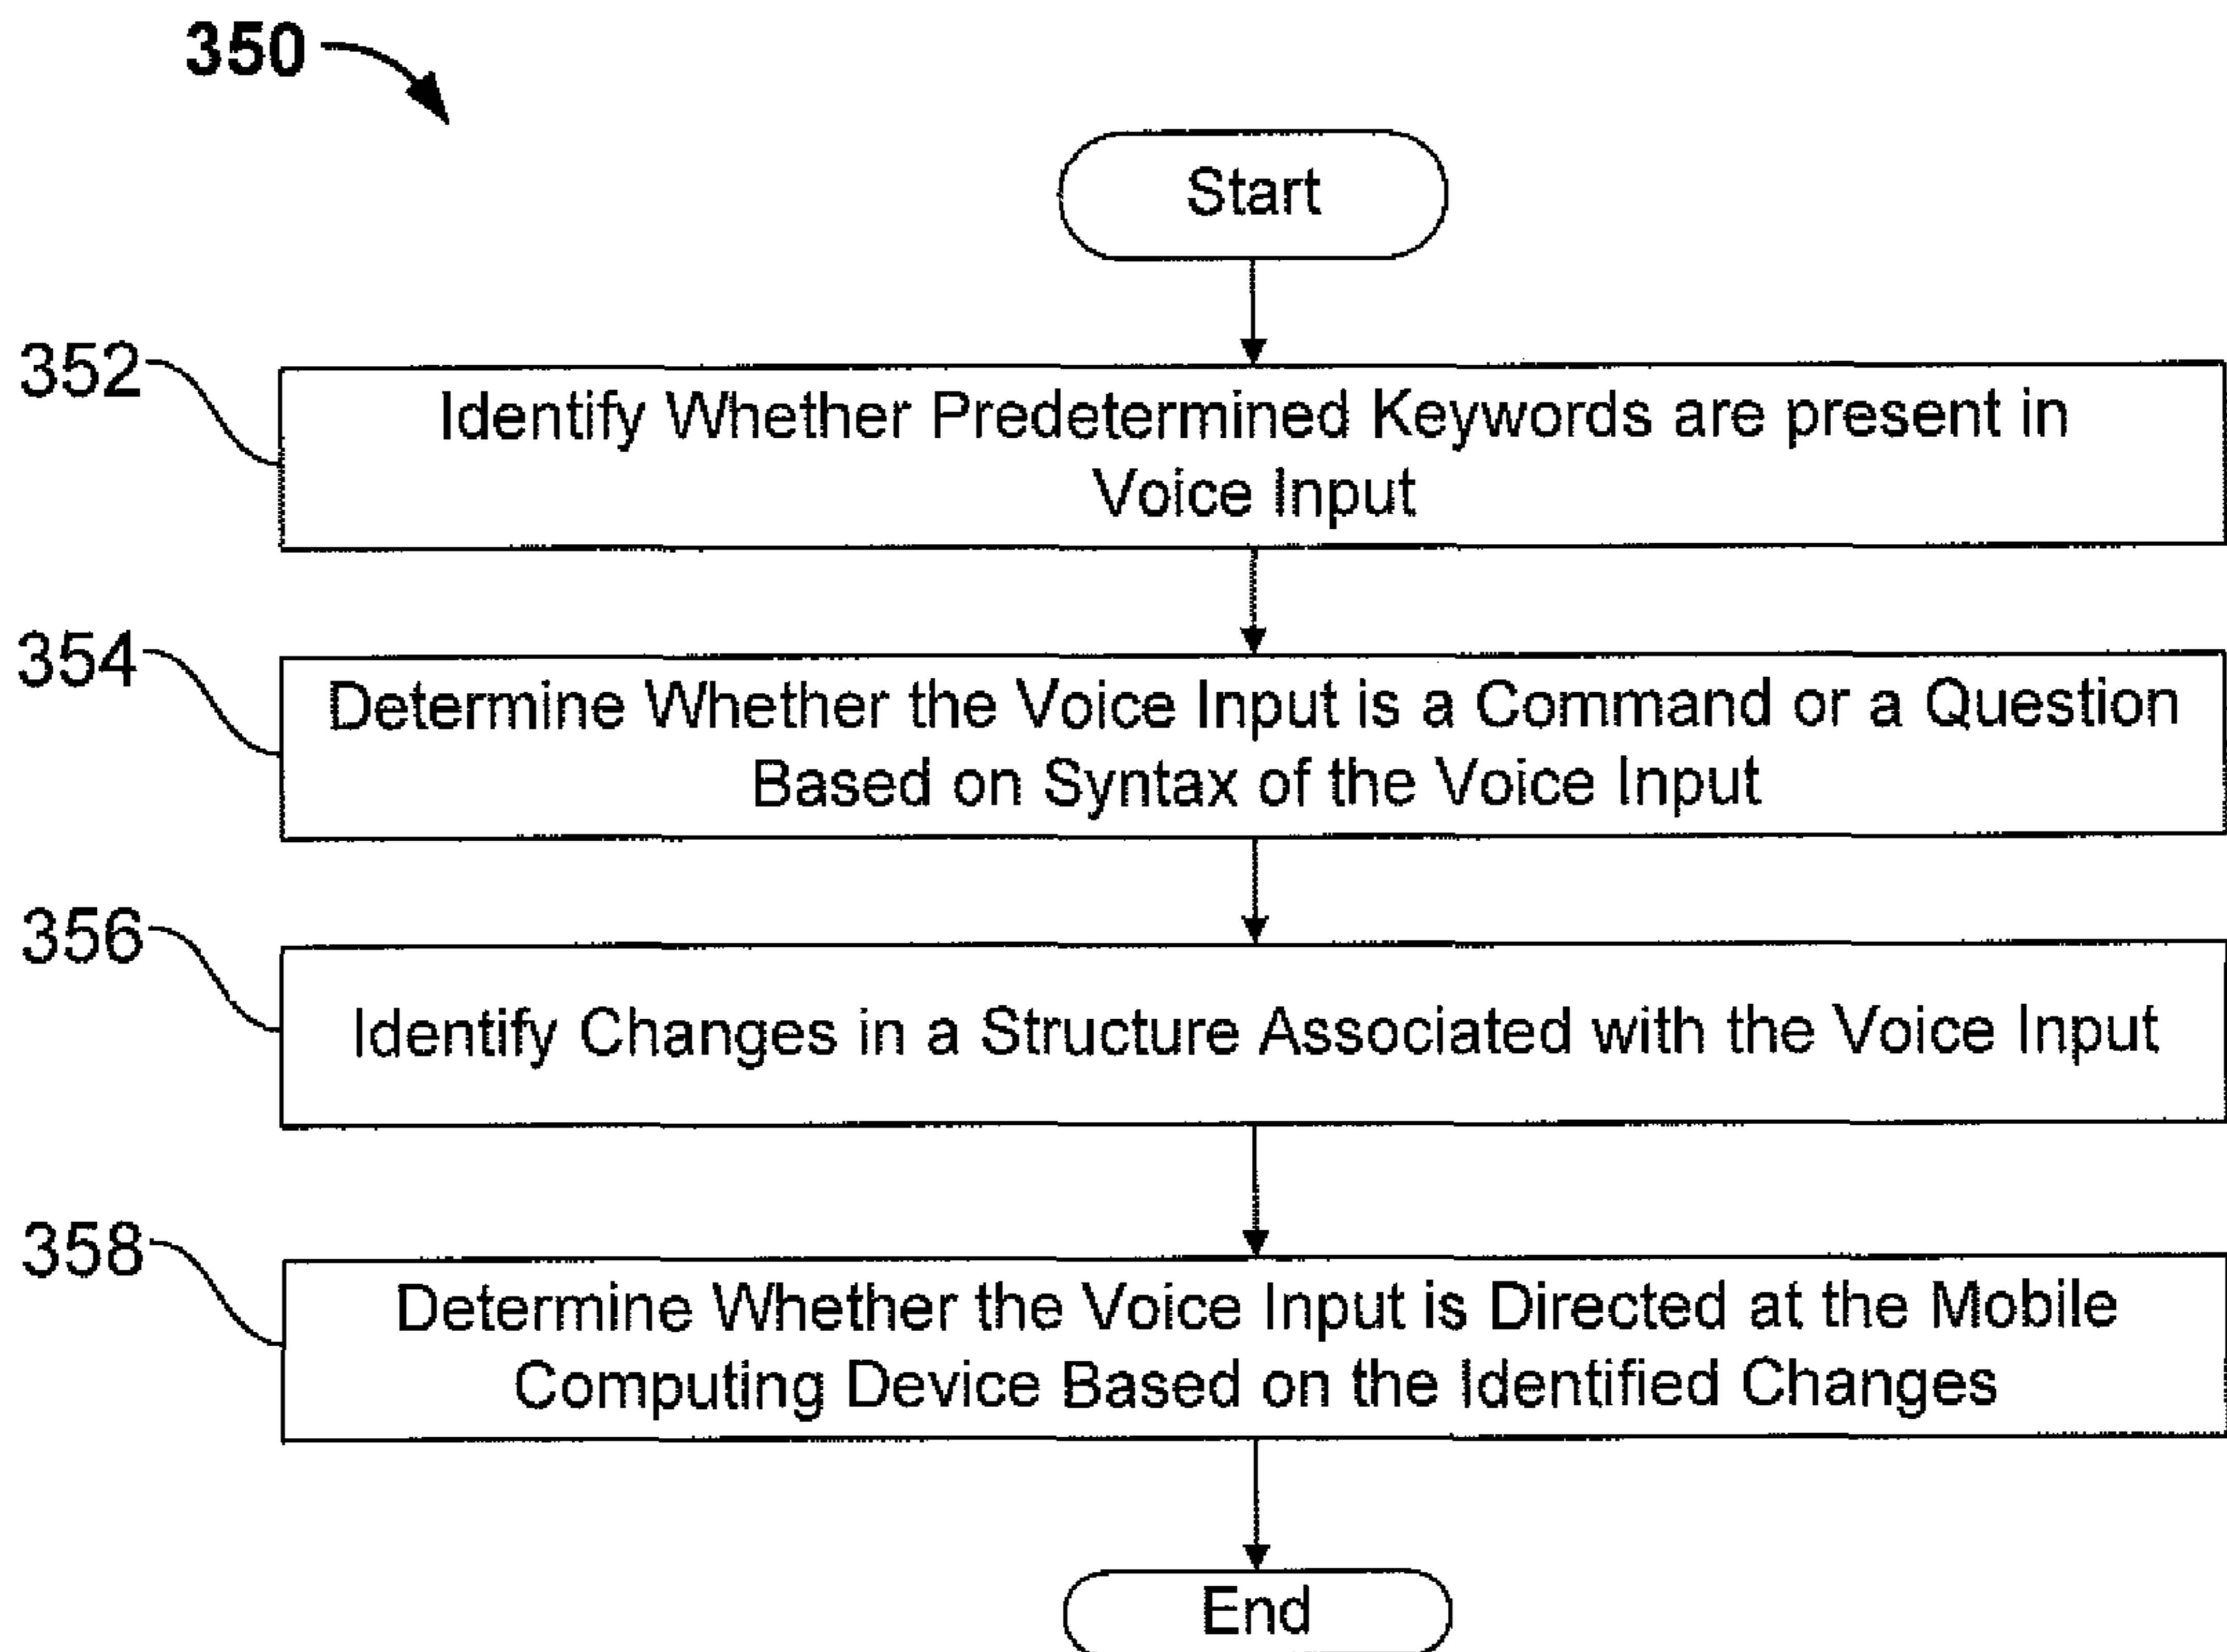 350
Start
352
Identify Whether Predetermined Keywords are present in
Voice Input
354
Determine Whether the Voice Input is a Command or a Question
Based on Syntax of the Voice Input
356
Identify Changes in a Structure Associated with the Voice Input
358
Determine Whether the Voice Input is Directed at the Mobile
Computing Device Based on the Identified Changes
End